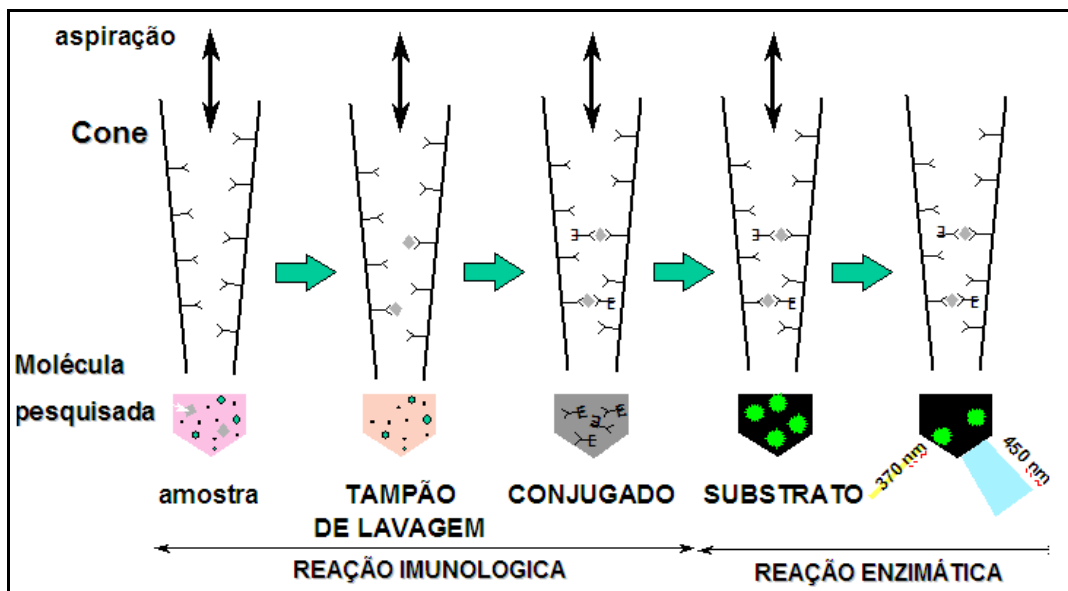 aspiração
Cone
Molécula
pesquisada
E
E
E
E
E
E
E
E
E
E
370 nm
450 nm
amostra
TAMPÃO
DE LAVAGEM
CONJUGADO
SUBSTRATO
REAÇÃO IMUNOLOGICA
REAÇÃO ENZIMÁTICA